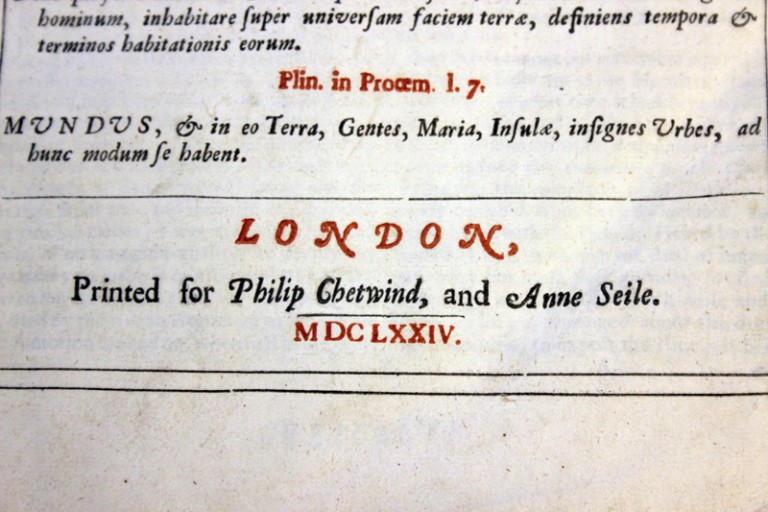 hominum, inhabitare ſuper univerſam faciem terræ, definiens tempora &
terminos habitationis eorum.
Plin. in Proœm. l. 7.
MUNDUS, & in eo Terra, Gentes, Maria, Inſulæ, inſignes Urbes, ad
hunc modum ſe habent.
LONDON,
Printed for Philip Chetwind, and Anne Seile.
MDCLXXIV.